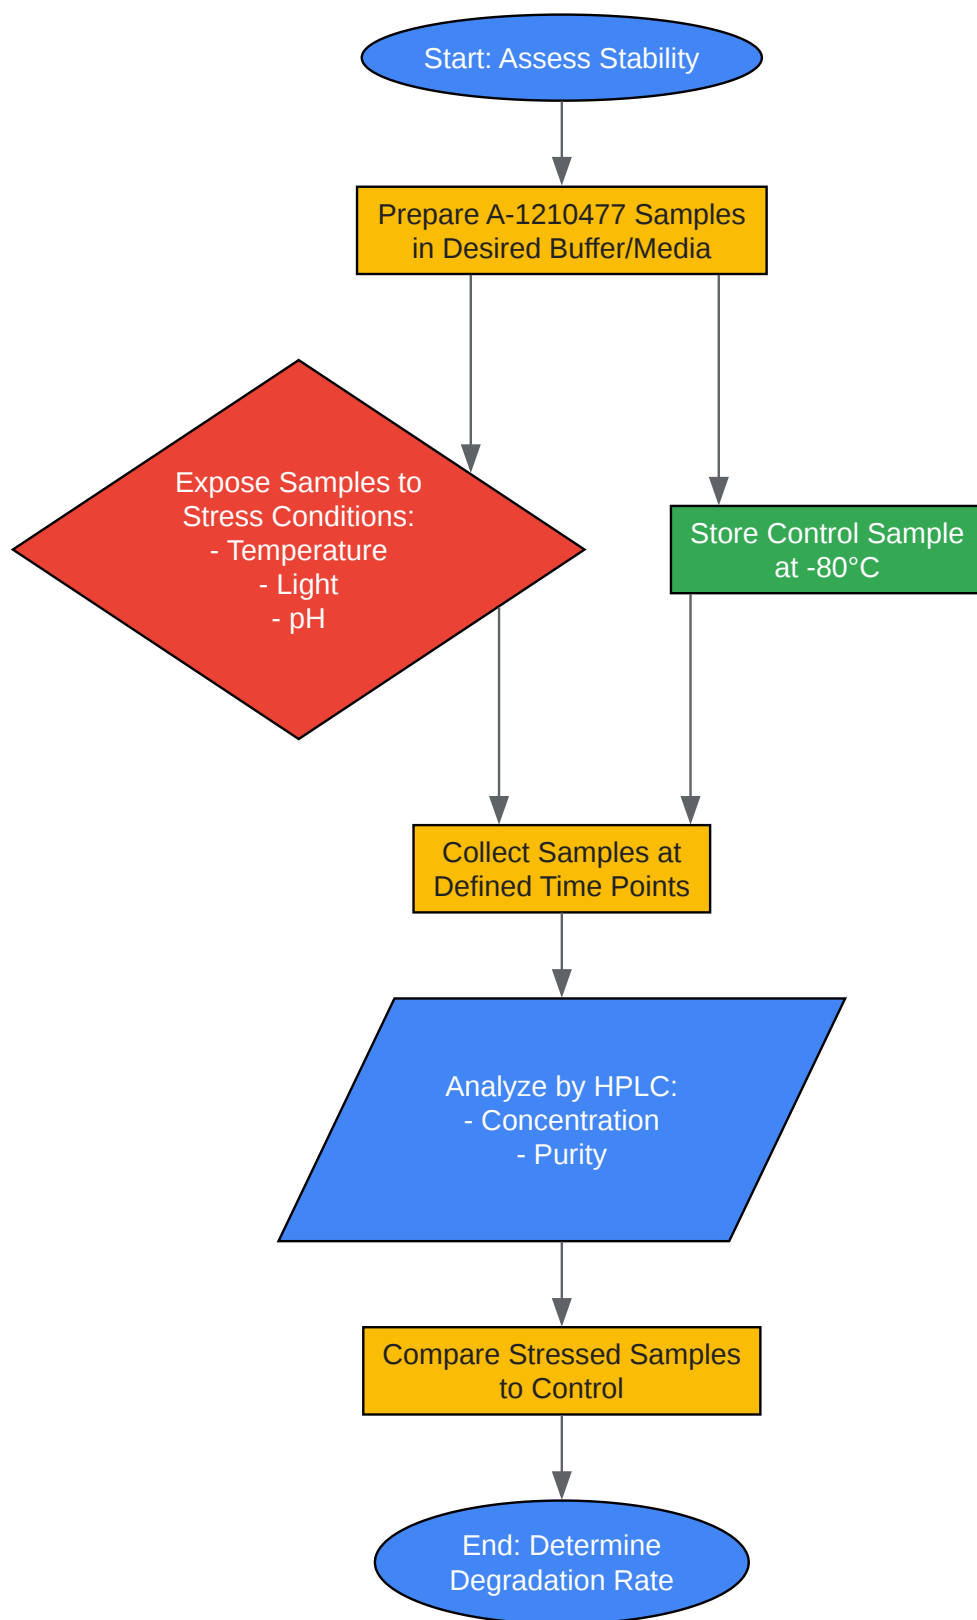 Start: Assess Stability
Prepare A-1210477 Samples
in Desired Buffer/Media
Expose Samples to
Stress Conditions:
- Temperature
- Light
- pH
Store Control Sample
at -80°C
Collect Samples at
Defined Time Points
Analyze by HPLC:
- Concentration
- Purity
Compare Stressed Samples
to Control
End: Determine
Degradation Rate